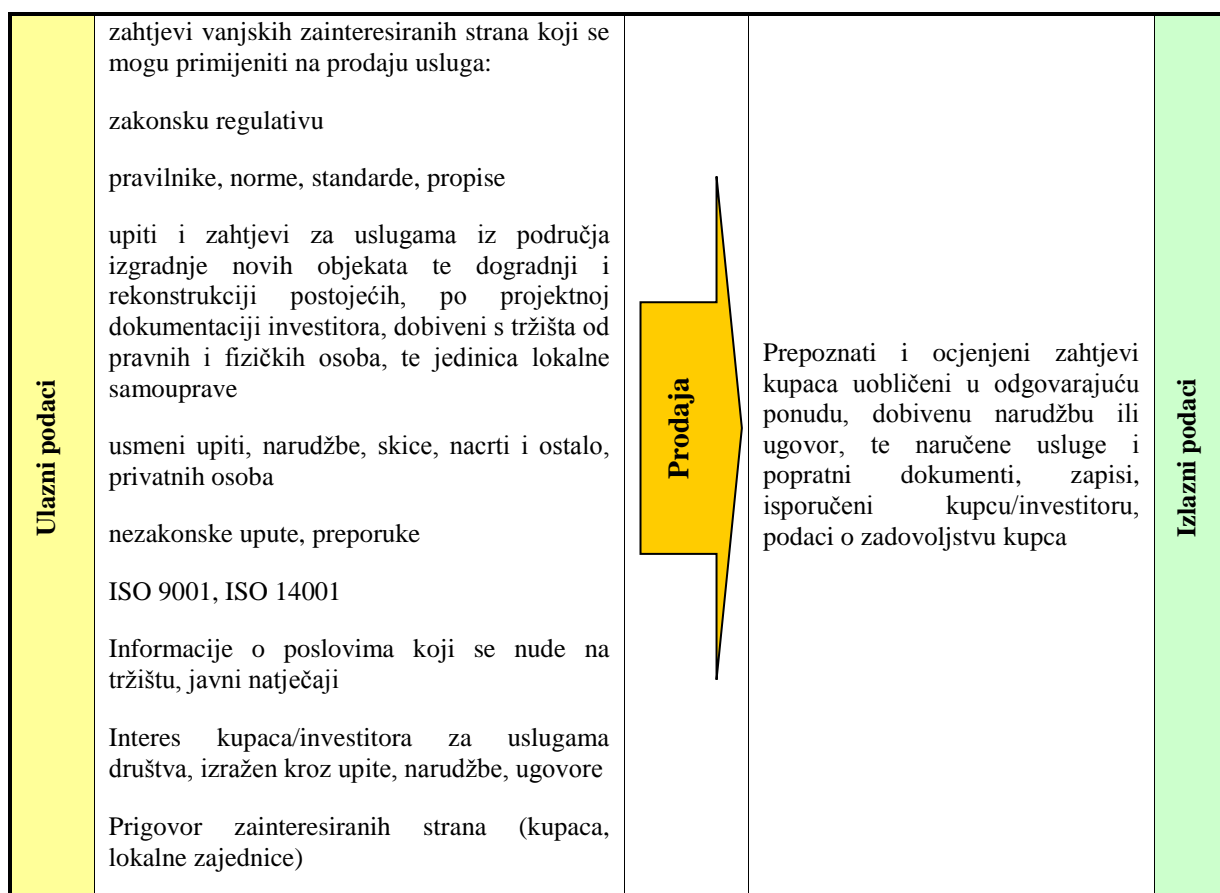 Ulazni podaci
zahtjevi vanjskih zainteresiranih strana koji se
mogu primijeniti na prodaju usluga:
zakonsku regulativu
pravilnike, norme, standarde, propise
upiti i zahtjevi za uslugama iz područja
izgradnje novih objekata te dogradnji i
rekonstrukciji postojećih, po projektnoj
dokumentaciji investitora, dobiveni s tržišta od
pravnih i fizičkih osoba, te jedinica lokalne
samouprave
usmeni upiti, narudžbe, skice, nacrti i ostalo,
privatnih osoba
nezakonske upute, preporuke
ISO 9001, ISO 14001
Informacije o poslovima koji se nude na
tržištu, javni natječaji
Interes kupaca/investitora za uslugama
društva, izražen kroz upite, narudžbe, ugovore
Prigovor zainteresiranih strana (kupaca,
lokalne zajednice)
Prodaja
Prepoznati i ocjenjeni zahtjevi
kupaca uobličeni u odgovarajuću
ponudu, dobivenu narudžbu ili
ugovor, te naručene usluge i
popratni dokumenti, zapisi,
isporučeni kupcu/investitoru,
podaci o zadovoljstvu kupca
Izlazni podaci